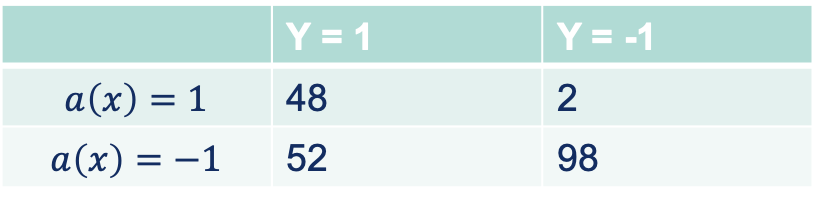 Y = 1 Y = -1
a(x) = 1 48 2
a(x) = −1 52 98